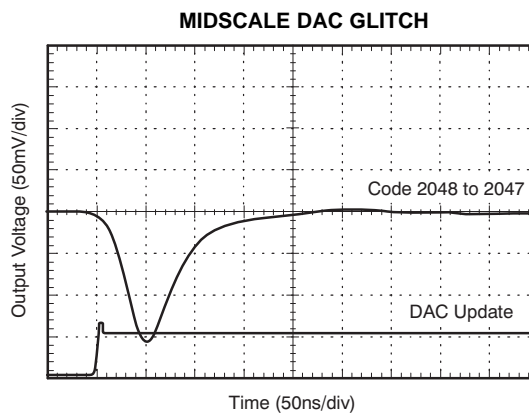 MIDSCALE DAC GLITCH
Output Voltage (50mV/div)
Code 2048 to 2047
DAC Update
Time (50ns/div)